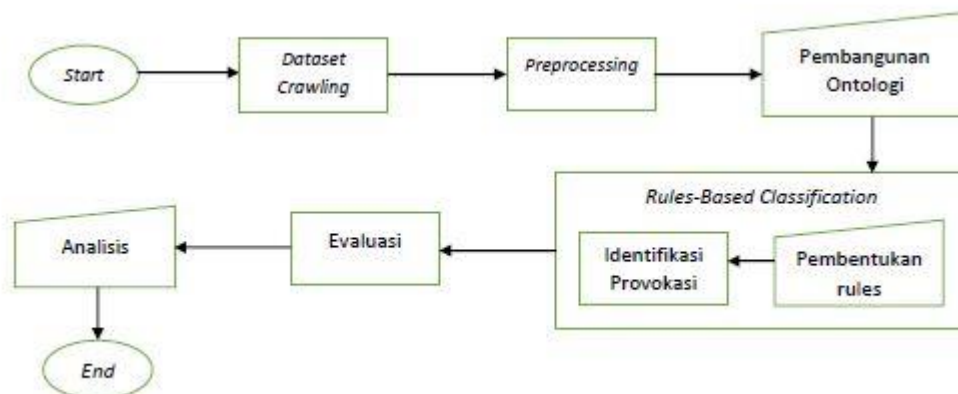 Start
Dataset
Crawling
Preprocessing
Pembangunan
Ontologi
Rules-Based Classification
Pembentukan
rules
Identifikasi
Provokasi
Evaluasi
Analisis
End